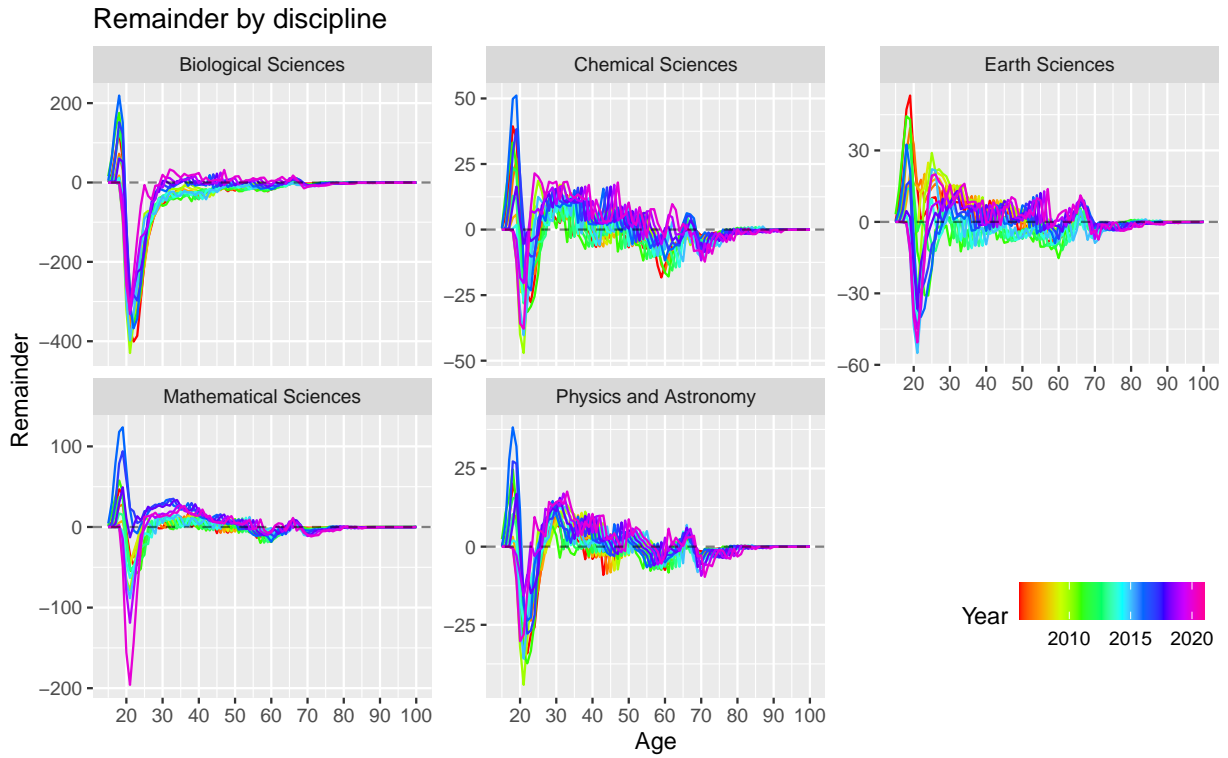 Remainder by discipline
Biological Sciences
Chemical Sciences
Earth Sciences
200
0
−200
−400
50
25
0
−25
−50
30
0
−30
−60
20 30 40 50 60 70 80 90 100
Mathematical Sciences
Physics and Astronomy
100
0
−100
−200
25
0
−25
20 30 40 50 60 70 80 90 100
20 30 40 50 60 70 80 90 100
Remainder
Age
Year
2010 2015 2020